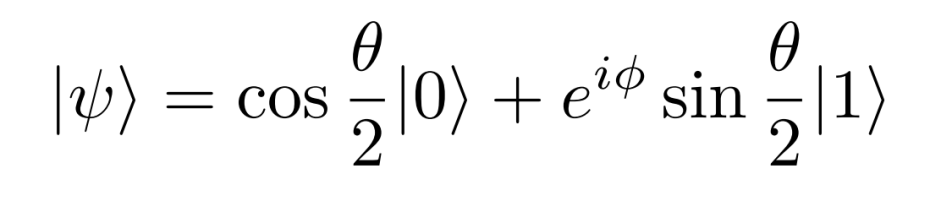 |ψ⟩ = cos θ/2 |0⟩ + e^{iϕ} sin θ/2 |1⟩